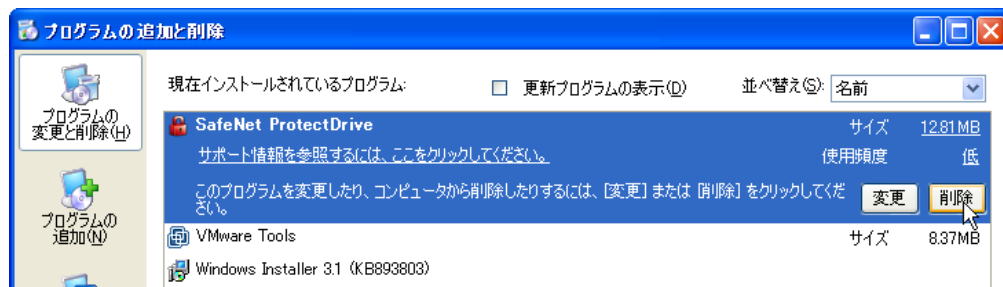 プログラムの追加と削除
プログラムの
変更と削除(H)
プログラムの
追加(N)
現在インストールされているプログラム:
更新プログラムの表示(D)
並べ替え(S):
名前
SafeNet ProtectDrive
サイズ
12.81MB
サポート情報を参照するには、ここをクリックしてください。
使用頻度
低
このプログラムを変更したり、コンピュータから削除したりするには、[変更] または [削除] をクリックしてくだ
さい。
変更
削除
VMware Tools
サイズ
8.37MB
Windows Installer 3.1 (KB893803)